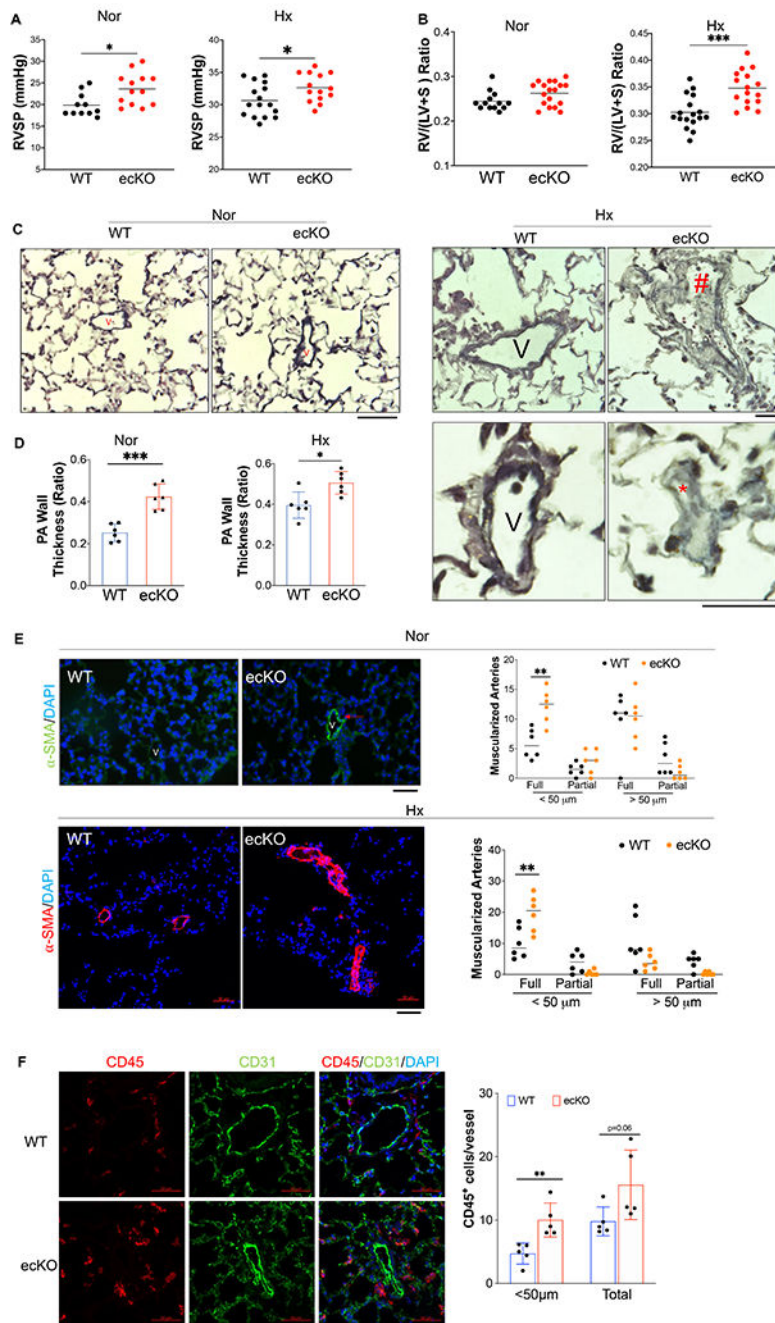 A
Nor
*
RVSP (mmHg)
35
25
15
5
WT ecKO
Hx
*
RVSP (mmHg)
40
35
30
25
WT ecKO
B
Nor
RV/(LV+S ) Ratio
0.4
0.3
0.2
0.1
WT ecKO
Hx
***
RV/(LV+S) Ratio
0.45
0.40
0.35
0.30
0.25
0.20
WT ecKO
C
Nor
WT ecKO
V
V
Hx
WT ecKO
V
#
V
*
D
Nor
***
PA Wall
Thickness (Ratio)
0.6
0.4
0.2
0.0
WT ecKO
Hx
*
PA Wall
Thickness (Ratio)
0.6
0.4
0.2
0.0
WT ecKO
E
Nor
α-SMA/DAPI
WT
V
ecKO
V
WT ecKO
**
Muscularized Arteries
20
15
10
5
0
Full Partial Full Partial
< 50 μm > 50 μm
Hx
α-SMA/DAPI
WT
ecKO
WT ecKO
**
Muscularized Arteries
40
30
20
10
0
Full Partial Full Partial
< 50 μm > 50 μm
F
CD45 CD31 CD45/CD31/DAPI
WT
ecKO
WT ecKO
**
p=0.06
CD45+ cells/vessel
30
20
10
0
<50μm Total